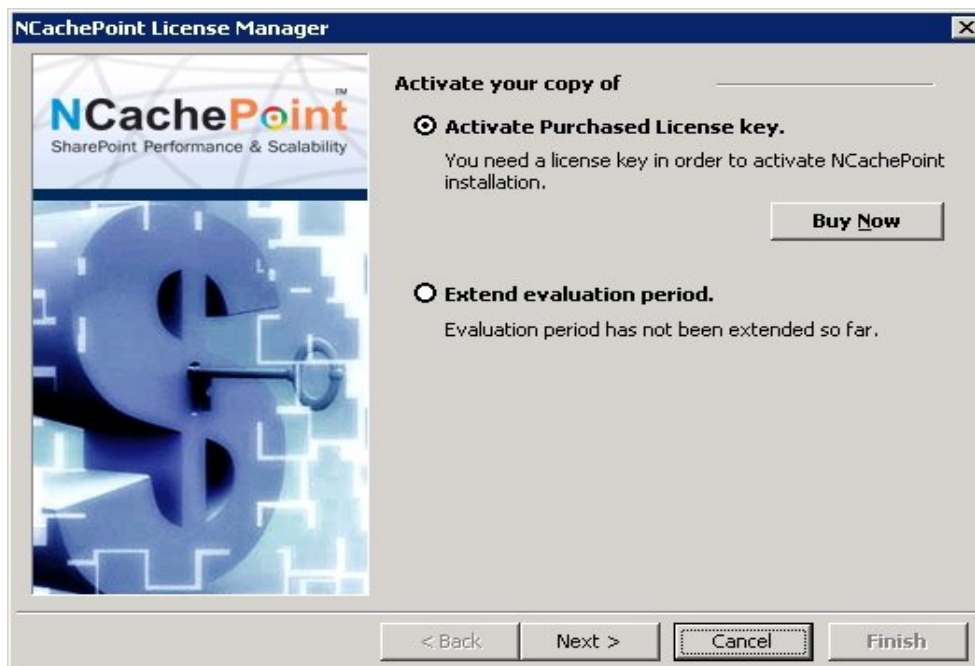 NCachePoint License Manager
NCachePoint™
SharePoint Performance & Scalability
Activate your copy of
Activate Purchased License key.
You need a license key in order to activate NCachePoint
installation.
Buy Now
Extend evaluation period.
Evaluation period has not been extended so far.
< Back
Next >
Cancel
Finish